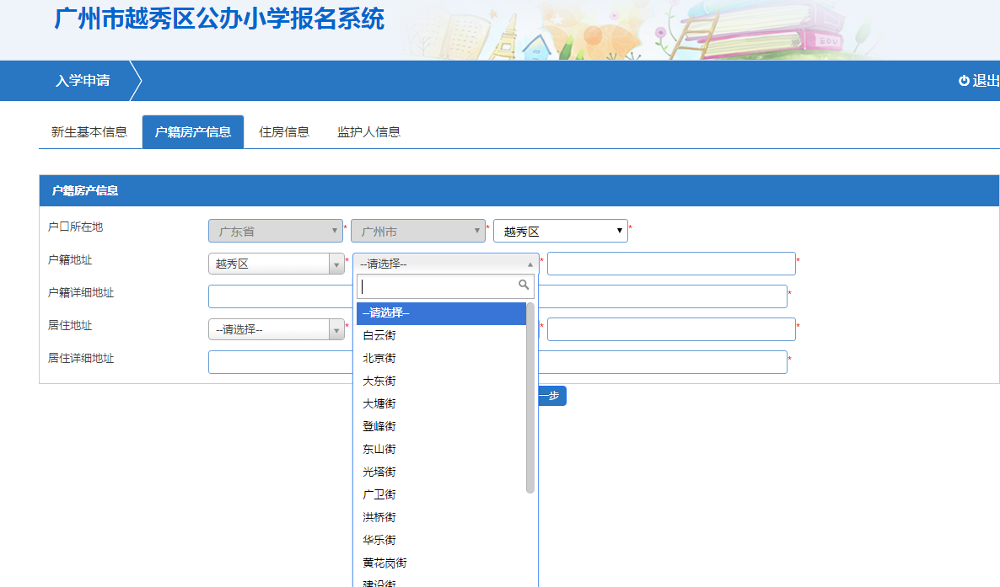 广州市越秀区公办小学报名系统
EDU
入学申请
退出
新生基本信息 户籍房产信息 住房信息 监护人信息
户籍房产信息
户口所在地 广东省 * 广州市 * 越秀区 *
户籍地址 越秀区 * --请选择-- * *
户籍详细地址 *
--请选择--
居住地址 --请选择-- * * *
白云街
北京街
居住详细地址 *
大东街
一步
大塘街
登峰街
东山街
光塔街
广卫街
洪桥街
华乐街
黄花岗街
建设街